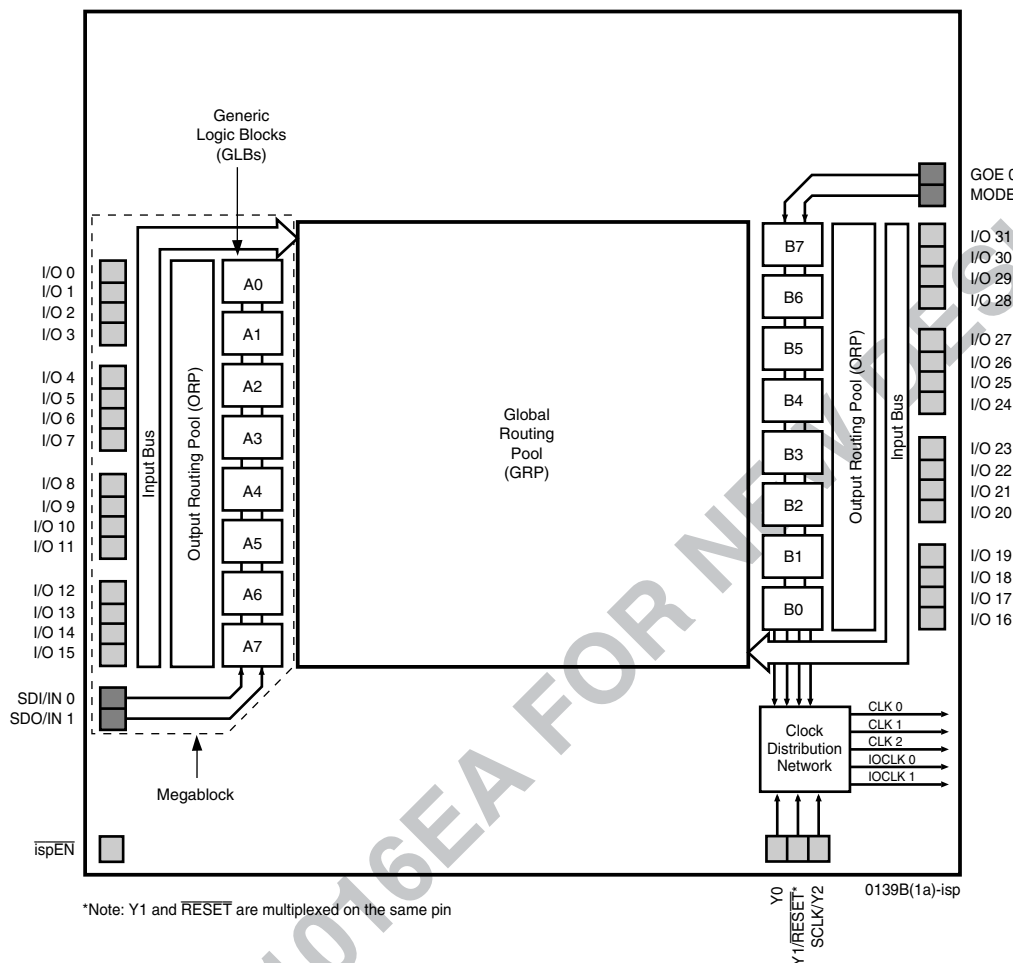 Generic
Logic Blocks
(GLBs)
GOE 0
MODE
I/O 0
I/O 1
I/O 2
I/O 3
I/O 4
I/O 5
I/O 6
I/O 7
I/O 8
I/O 9
I/O 10
I/O 11
I/O 12
I/O 13
I/O 14
I/O 15
SDI/IN 0
SDO/IN 1
Input Bus
Output Routing Pool (ORP)
A0
A1
A2
A3
A4
A5
A6
A7
Global
Routing
Pool
(GRP)
B7
B6
B5
B4
B3
B2
B1
B0
Output Routing Pool (ORP)
Input Bus
I/O 31
I/O 30
I/O 29
I/O 28
I/O 27
I/O 26
I/O 25
I/O 24
I/O 23
I/O 22
I/O 21
I/O 20
I/O 19
I/O 18
I/O 17
I/O 16
Clock
Distribution
Network
CLK 0
CLK 1
CLK 2
IOCLK 0
IOCLK 1
Megablock
ispEN
Y0
Y1/RESET*
SCLK/Y2
0139B(1a)-isp
*Note: Y1 and RESET are multiplexed on the same pin
1016EA FOR NEW DES